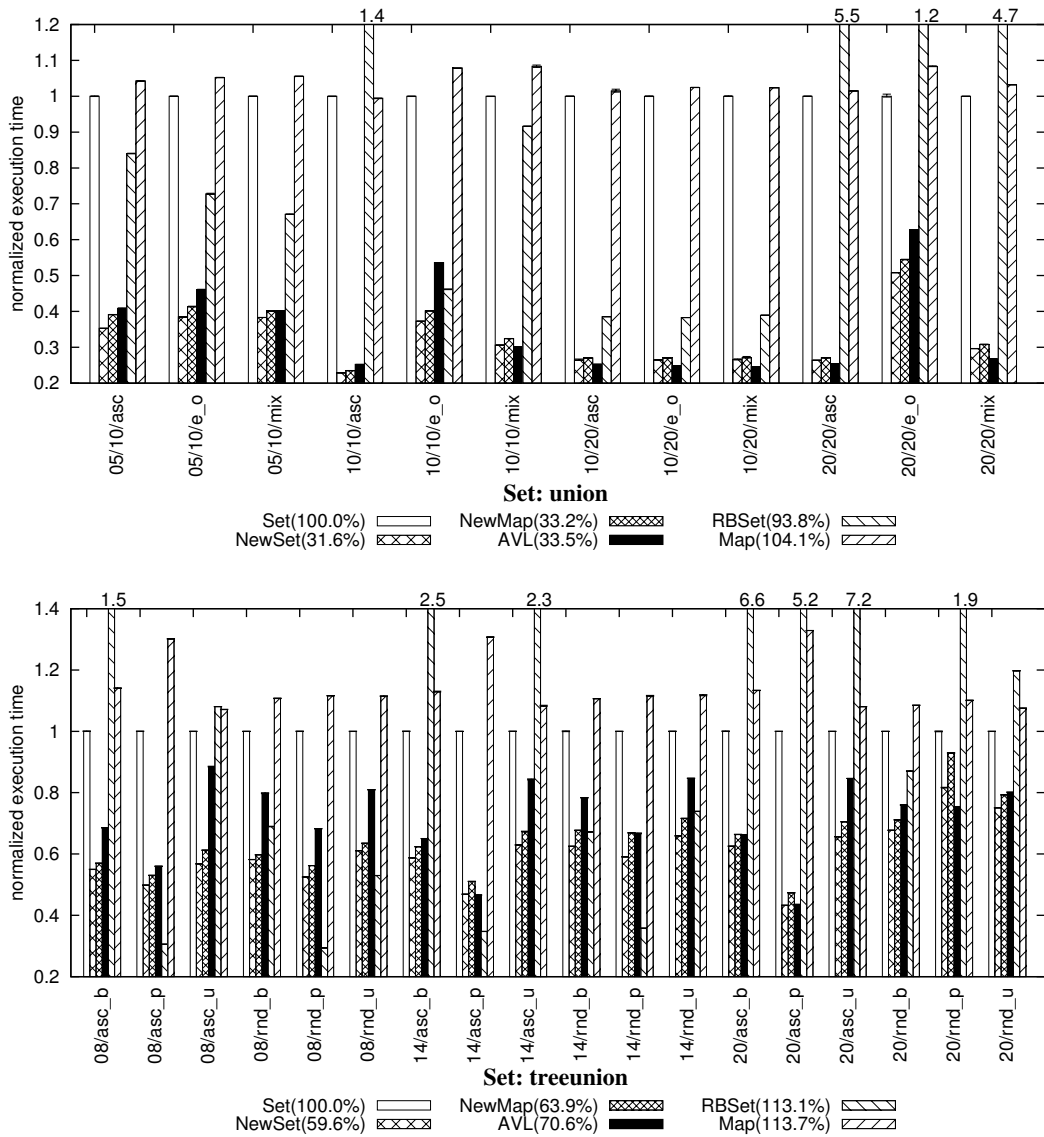 1.4 5.5 1.2 4.7
1.2
1.1
1
0.9
0.8
0.7
0.6
0.5
0.4
0.3
0.2
normalized execution time
05/10/asc
05/10/e_o
05/10/mix
10/10/asc
10/10/e_o
10/10/mix
10/20/asc
10/20/e_o
10/20/mix
20/20/asc
20/20/e_o
20/20/mix
Set: union
Set(100.0%) NewMap(33.2%) RBSet(93.8%)
NewSet(31.6%) AVL(33.5%) Map(104.1%)
1.5 2.5 2.3 6.6 5.2 7.2 1.9
1.4
1.2
1
0.8
0.6
0.4
0.2
normalized execution time
08/asc_b
08/asc_p
08/asc_u
08/rnd_b
08/rnd_p
08/rnd_u
14/asc_b
14/asc_p
14/asc_u
14/rnd_b
14/rnd_p
14/rnd_u
20/asc_b
20/asc_p
20/asc_u
20/rnd_b
20/rnd_p
20/rnd_u
Set: treeunion
Set(100.0%) NewMap(63.9%) RBSet(113.1%)
NewSet(59.6%) AVL(70.6%) Map(113.7%)